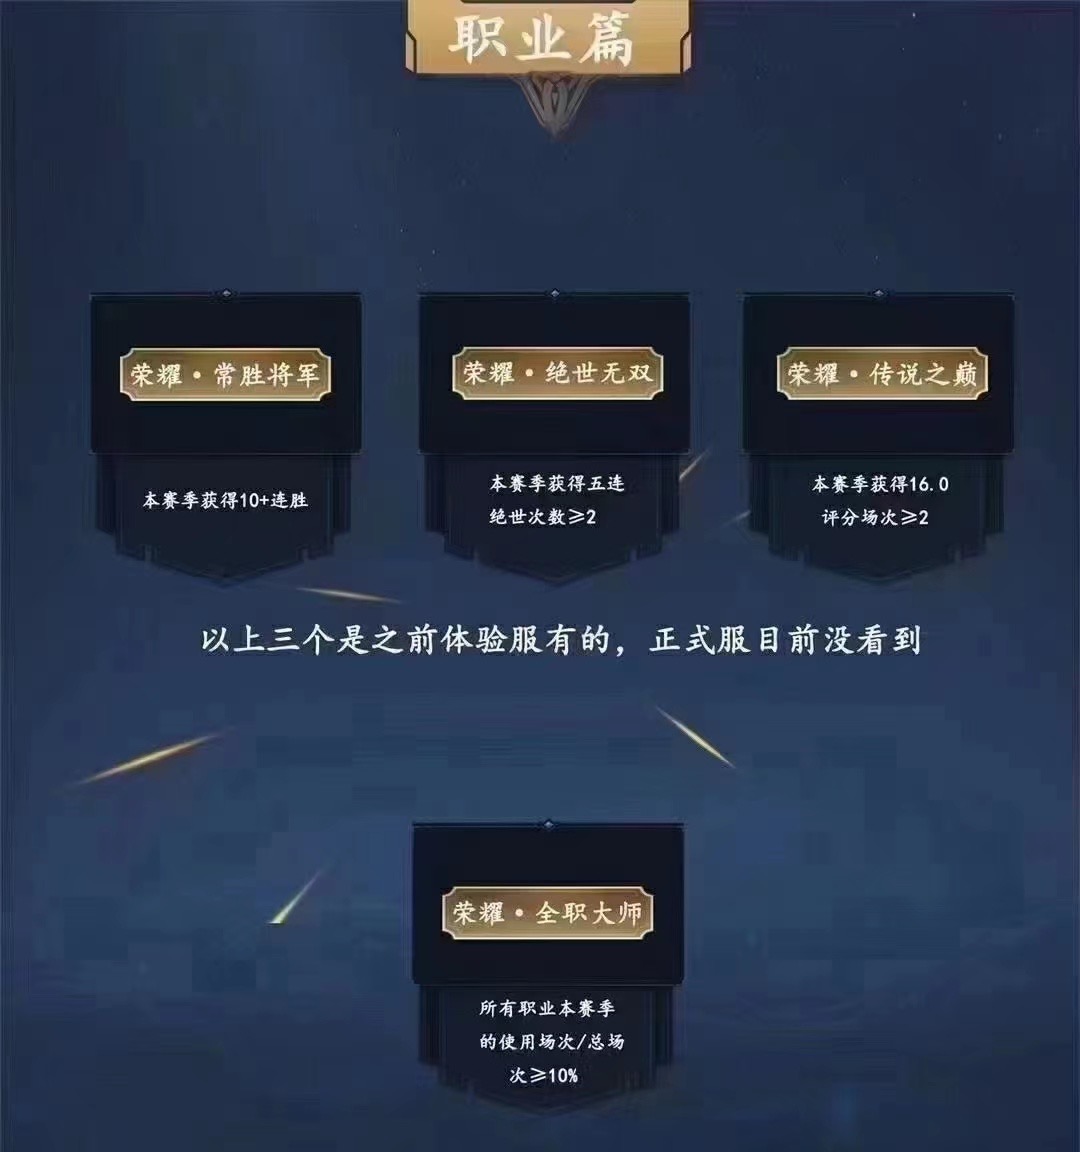 职业篇
荣耀·常胜将军
荣耀·绝世无双
荣耀·传说之巅
本赛季获得10+连胜
本赛季获得五连
绝世次数≥2
本赛季获得16.0
评分场次≥2
以上三个是之前体验服有的，正式服目前没看到
荣耀·全职大师
所有职业本赛季
的使用场次/总场
次≥10%